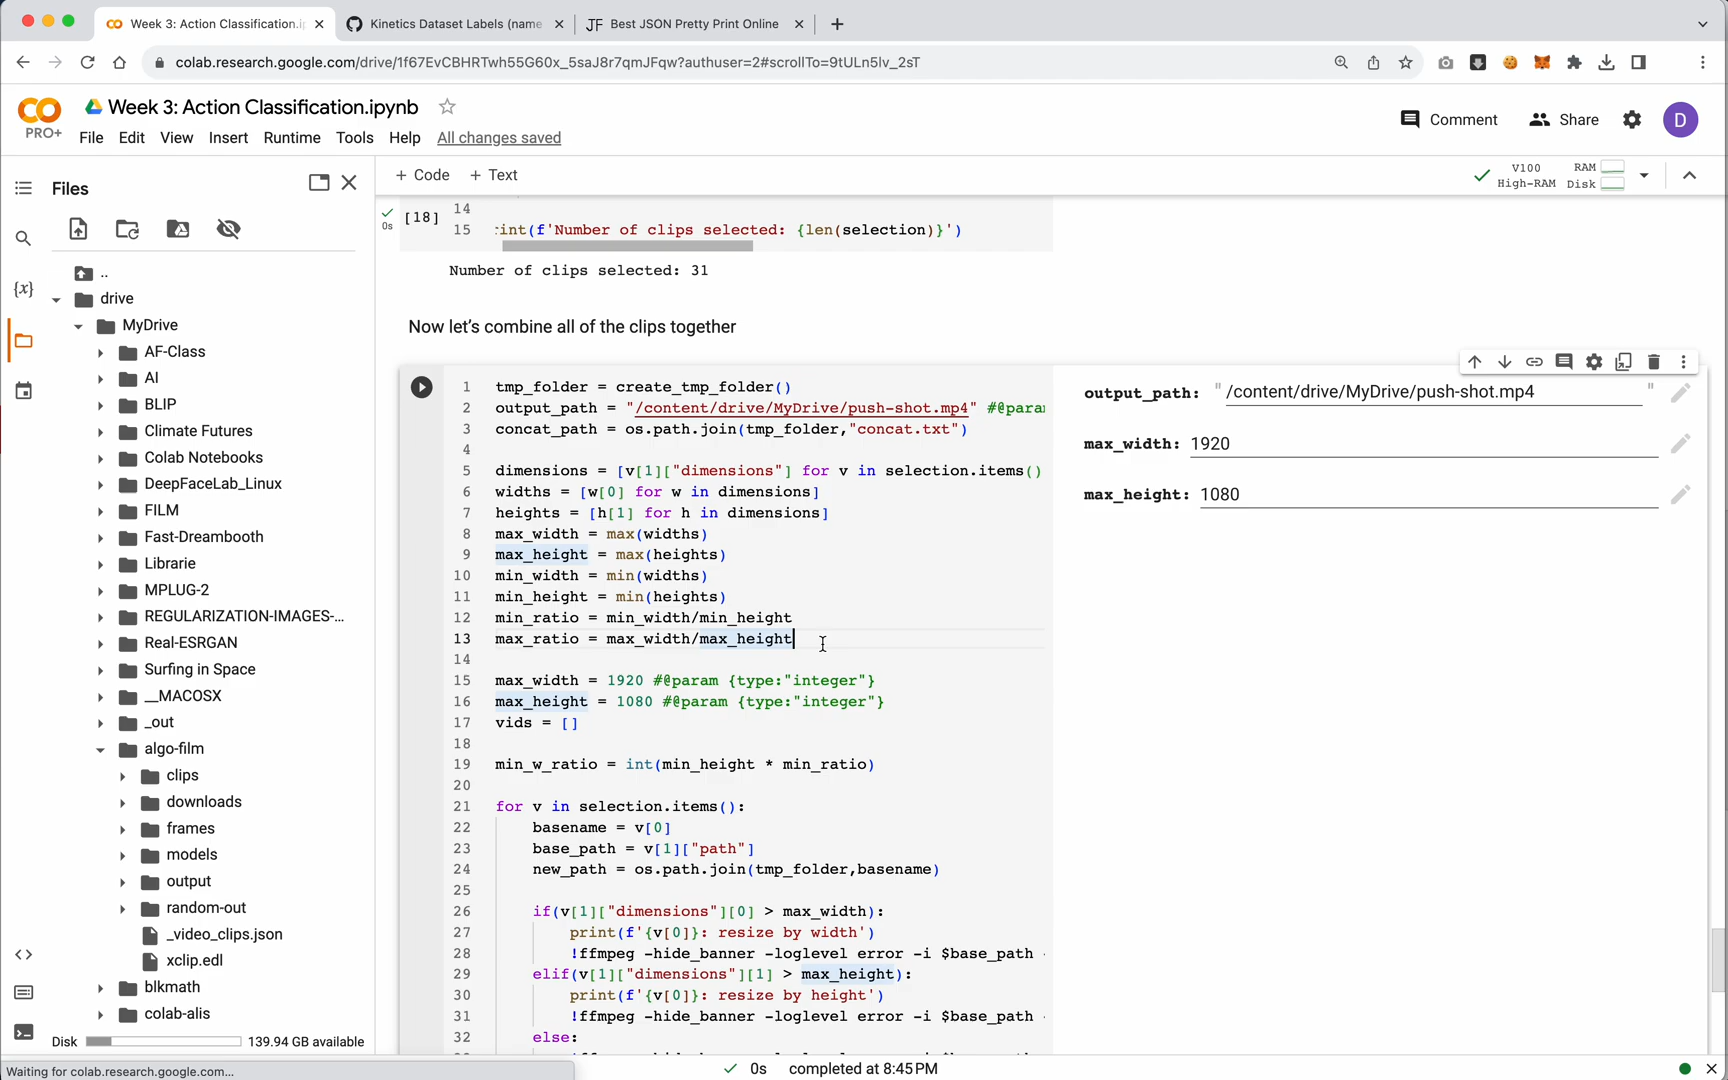 Week 3: Action Classification.ip
Kinetics Dataset Labels (name
JF Best JSON Pretty Print Online
colab.research.google.com/drive/1f67EvCBHRTwh55G60x_5saJ8r7qmJFqw?authuser=2#scrollTo=9tULn5lv_2sT
CO
PRO+
Week 3: Action Classification.ipynb
File Edit View Insert Runtime Tools Help All changes saved
Comment
Share
D
Files
+ Code + Text
V100
High-RAM
RAM
Disk
..
drive
MyDrive
AF-Class
AI
BLIP
Climate Futures
Colab Notebooks
DeepFaceLab_Linux
FILM
Fast-Dreambooth
Librarie
MPLUG-2
REGULARIZATION-IMAGES-...
Real-ESRGAN
Surfing in Space
__MACOSX
_out
algo-film
clips
downloads
frames
models
output
random-out
_video_clips.json
xclip.edl
blkmath
colab-alis
Disk 139.94 GB available
Waiting for colab.research.google.com...
{x}
0s
[18]
14
15 int(f'Number of clips selected: {len(selection)}')
Number of clips selected: 31
Now let's combine all of the clips together
1 tmp_folder = create_tmp_folder()
2 output_path = "/content/drive/MyDrive/push-shot.mp4" #@para
3 concat_path = os.path.join(tmp_folder,"concat.txt")
4
5 dimensions = [v[1]["dimensions"] for v in selection.items()
6 widths = [w[0] for w in dimensions]
7 heights = [h[1] for h in dimensions]
8 max_width = max(widths)
9 max_height = max(heights)
10 min_width = min(widths)
11 min_height = min(heights)
12 min_ratio = min_width/min_height
13 max_ratio = max_width/max_height
14
15 max_width = 1920 #@param {type:"integer"}
16 max_height = 1080 #@param {type:"integer"}
17 vids = []
18
19 min_w_ratio = int(min_height * min_ratio)
20
21 for v in selection.items():
22 basename = v[0]
23 base_path = v[1]["path"]
24 new_path = os.path.join(tmp_folder,basename)
25
26 if(v[1]["dimensions"][0] > max_width):
27 print(f'{v[0]}: resize by width')
28 !ffmpeg -hide_banner -loglevel error -i $base_path -
29 elif(v[1]["dimensions"][1] > max_height):
30 print(f'{v[0]}: resize by height')
31 !ffmpeg -hide_banner -loglevel error -i $base_path -
32 else:
output_path: "/content/drive/MyDrive/push-shot.mp4"
max_width: 1920
max_height: 1080
0s completed at 8:45 PM